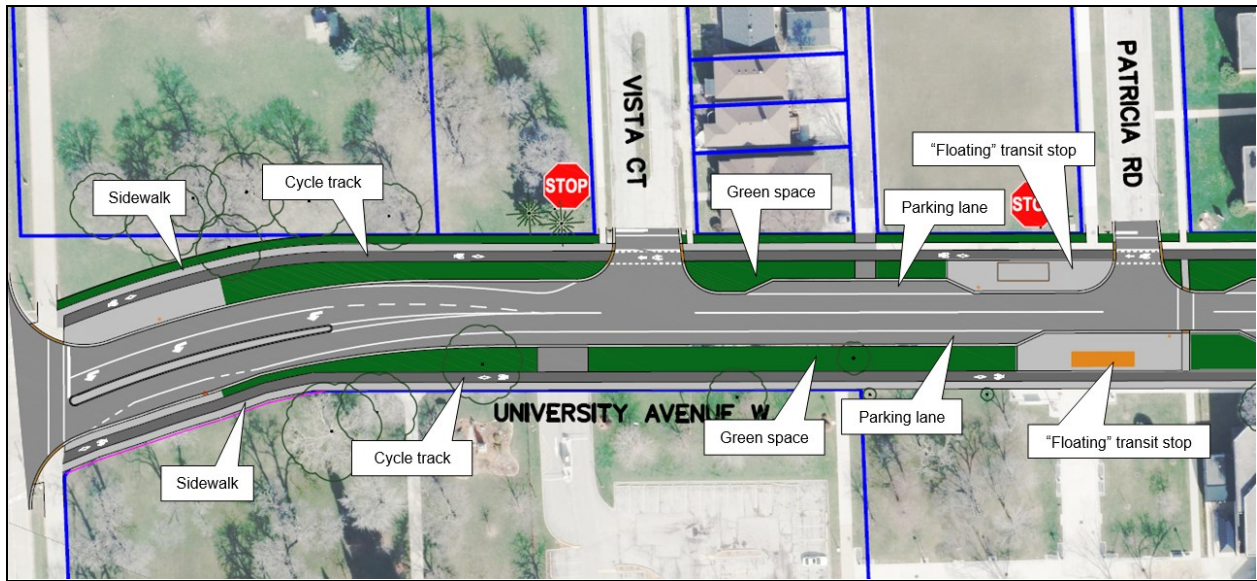 VISTA CT
PATRICIA RD
"Floating" transit stop
Cycle track
STOP
Green space
Sidewalk
Parking lane
STO
UNIVERSITY AVENUE W
Parking lane
Green space
"Floating" transit stop
Cycle track
Sidewalk